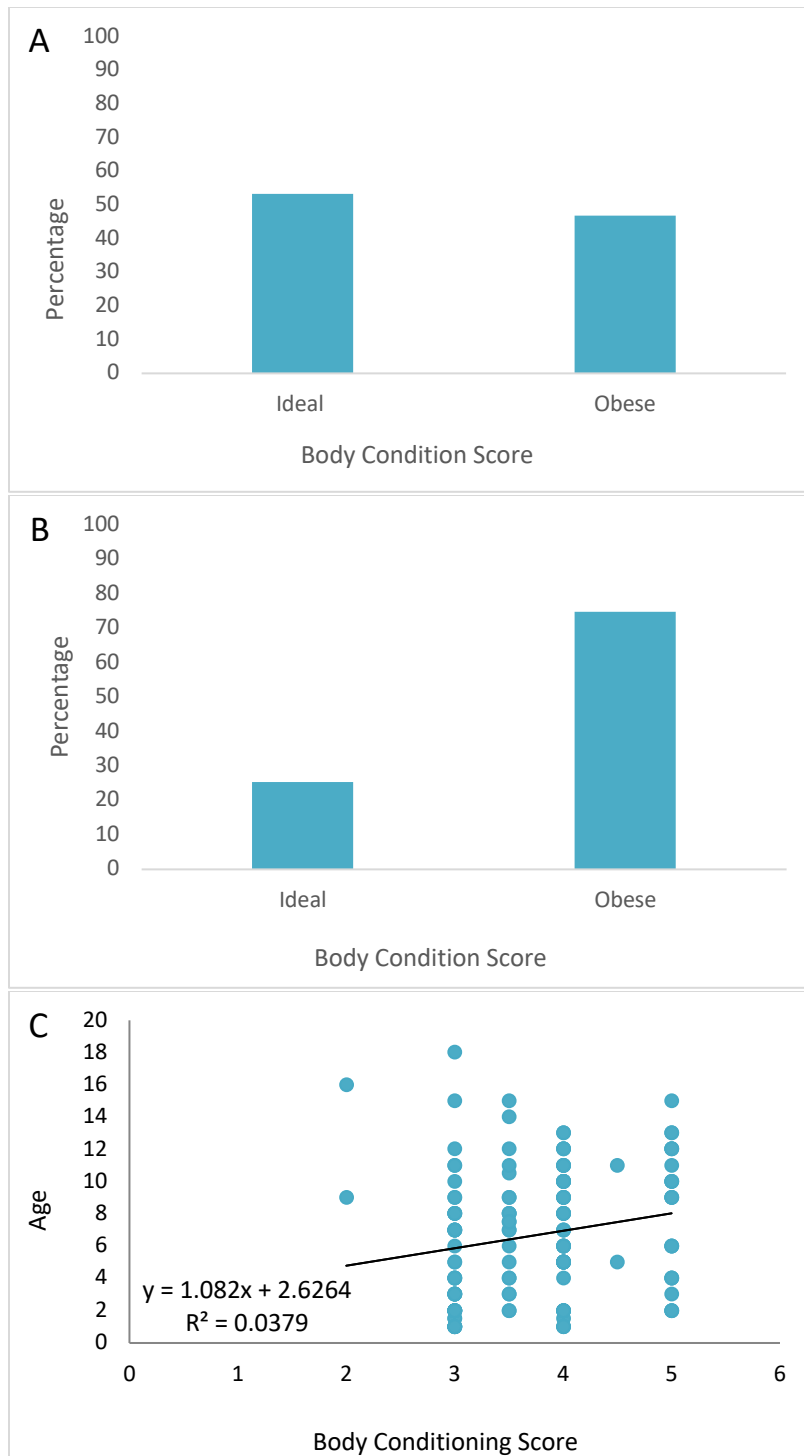 A
100
90
80
70
60
50
40
30
20
10
0
Percentage
Ideal Obese
Body Condition Score
B
100
90
80
70
60
50
40
30
20
10
0
Percentage
Ideal Obese
Body Condition Score
C
20
18
16
14
12
10
8
6
4
2
0
Age
y = 1.082x + 2.6264
R² = 0.0379
0 1 2 3 4 5 6
Body Conditioning Score